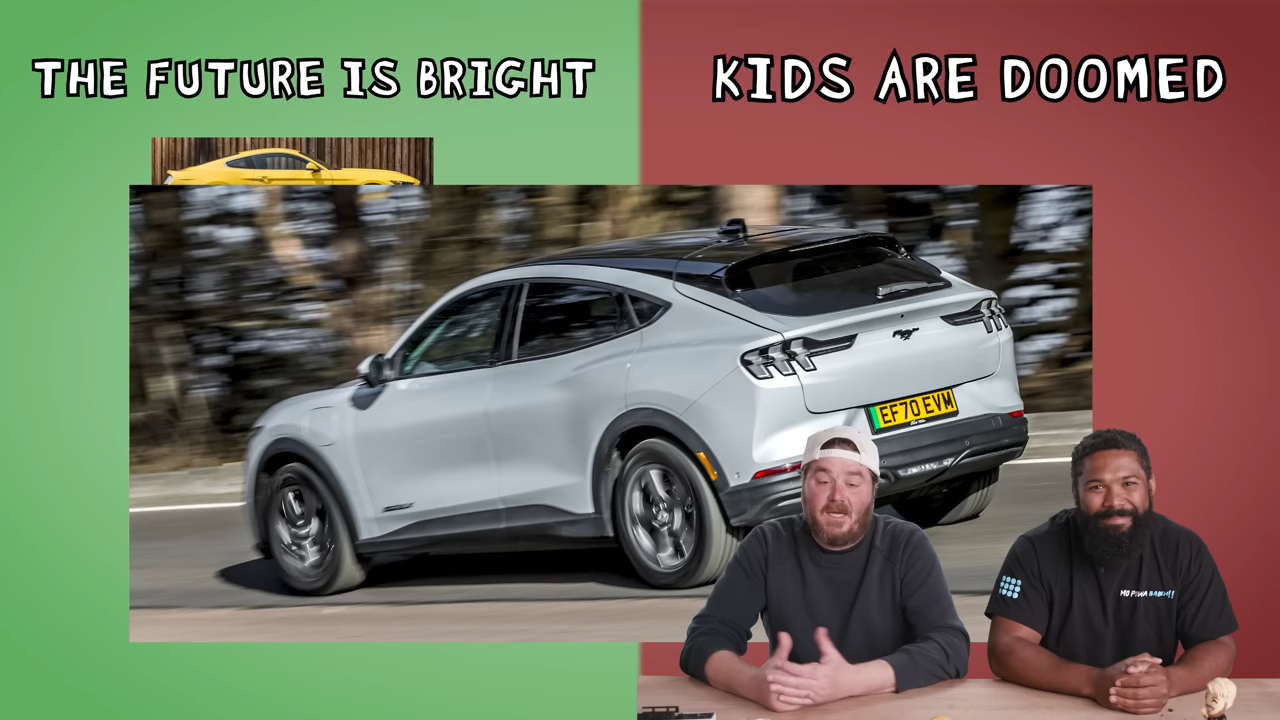 THE FUTURE IS BRIGHT
KIDS ARE DOOMED
EF70 EVM
MO POWA BABEH!!